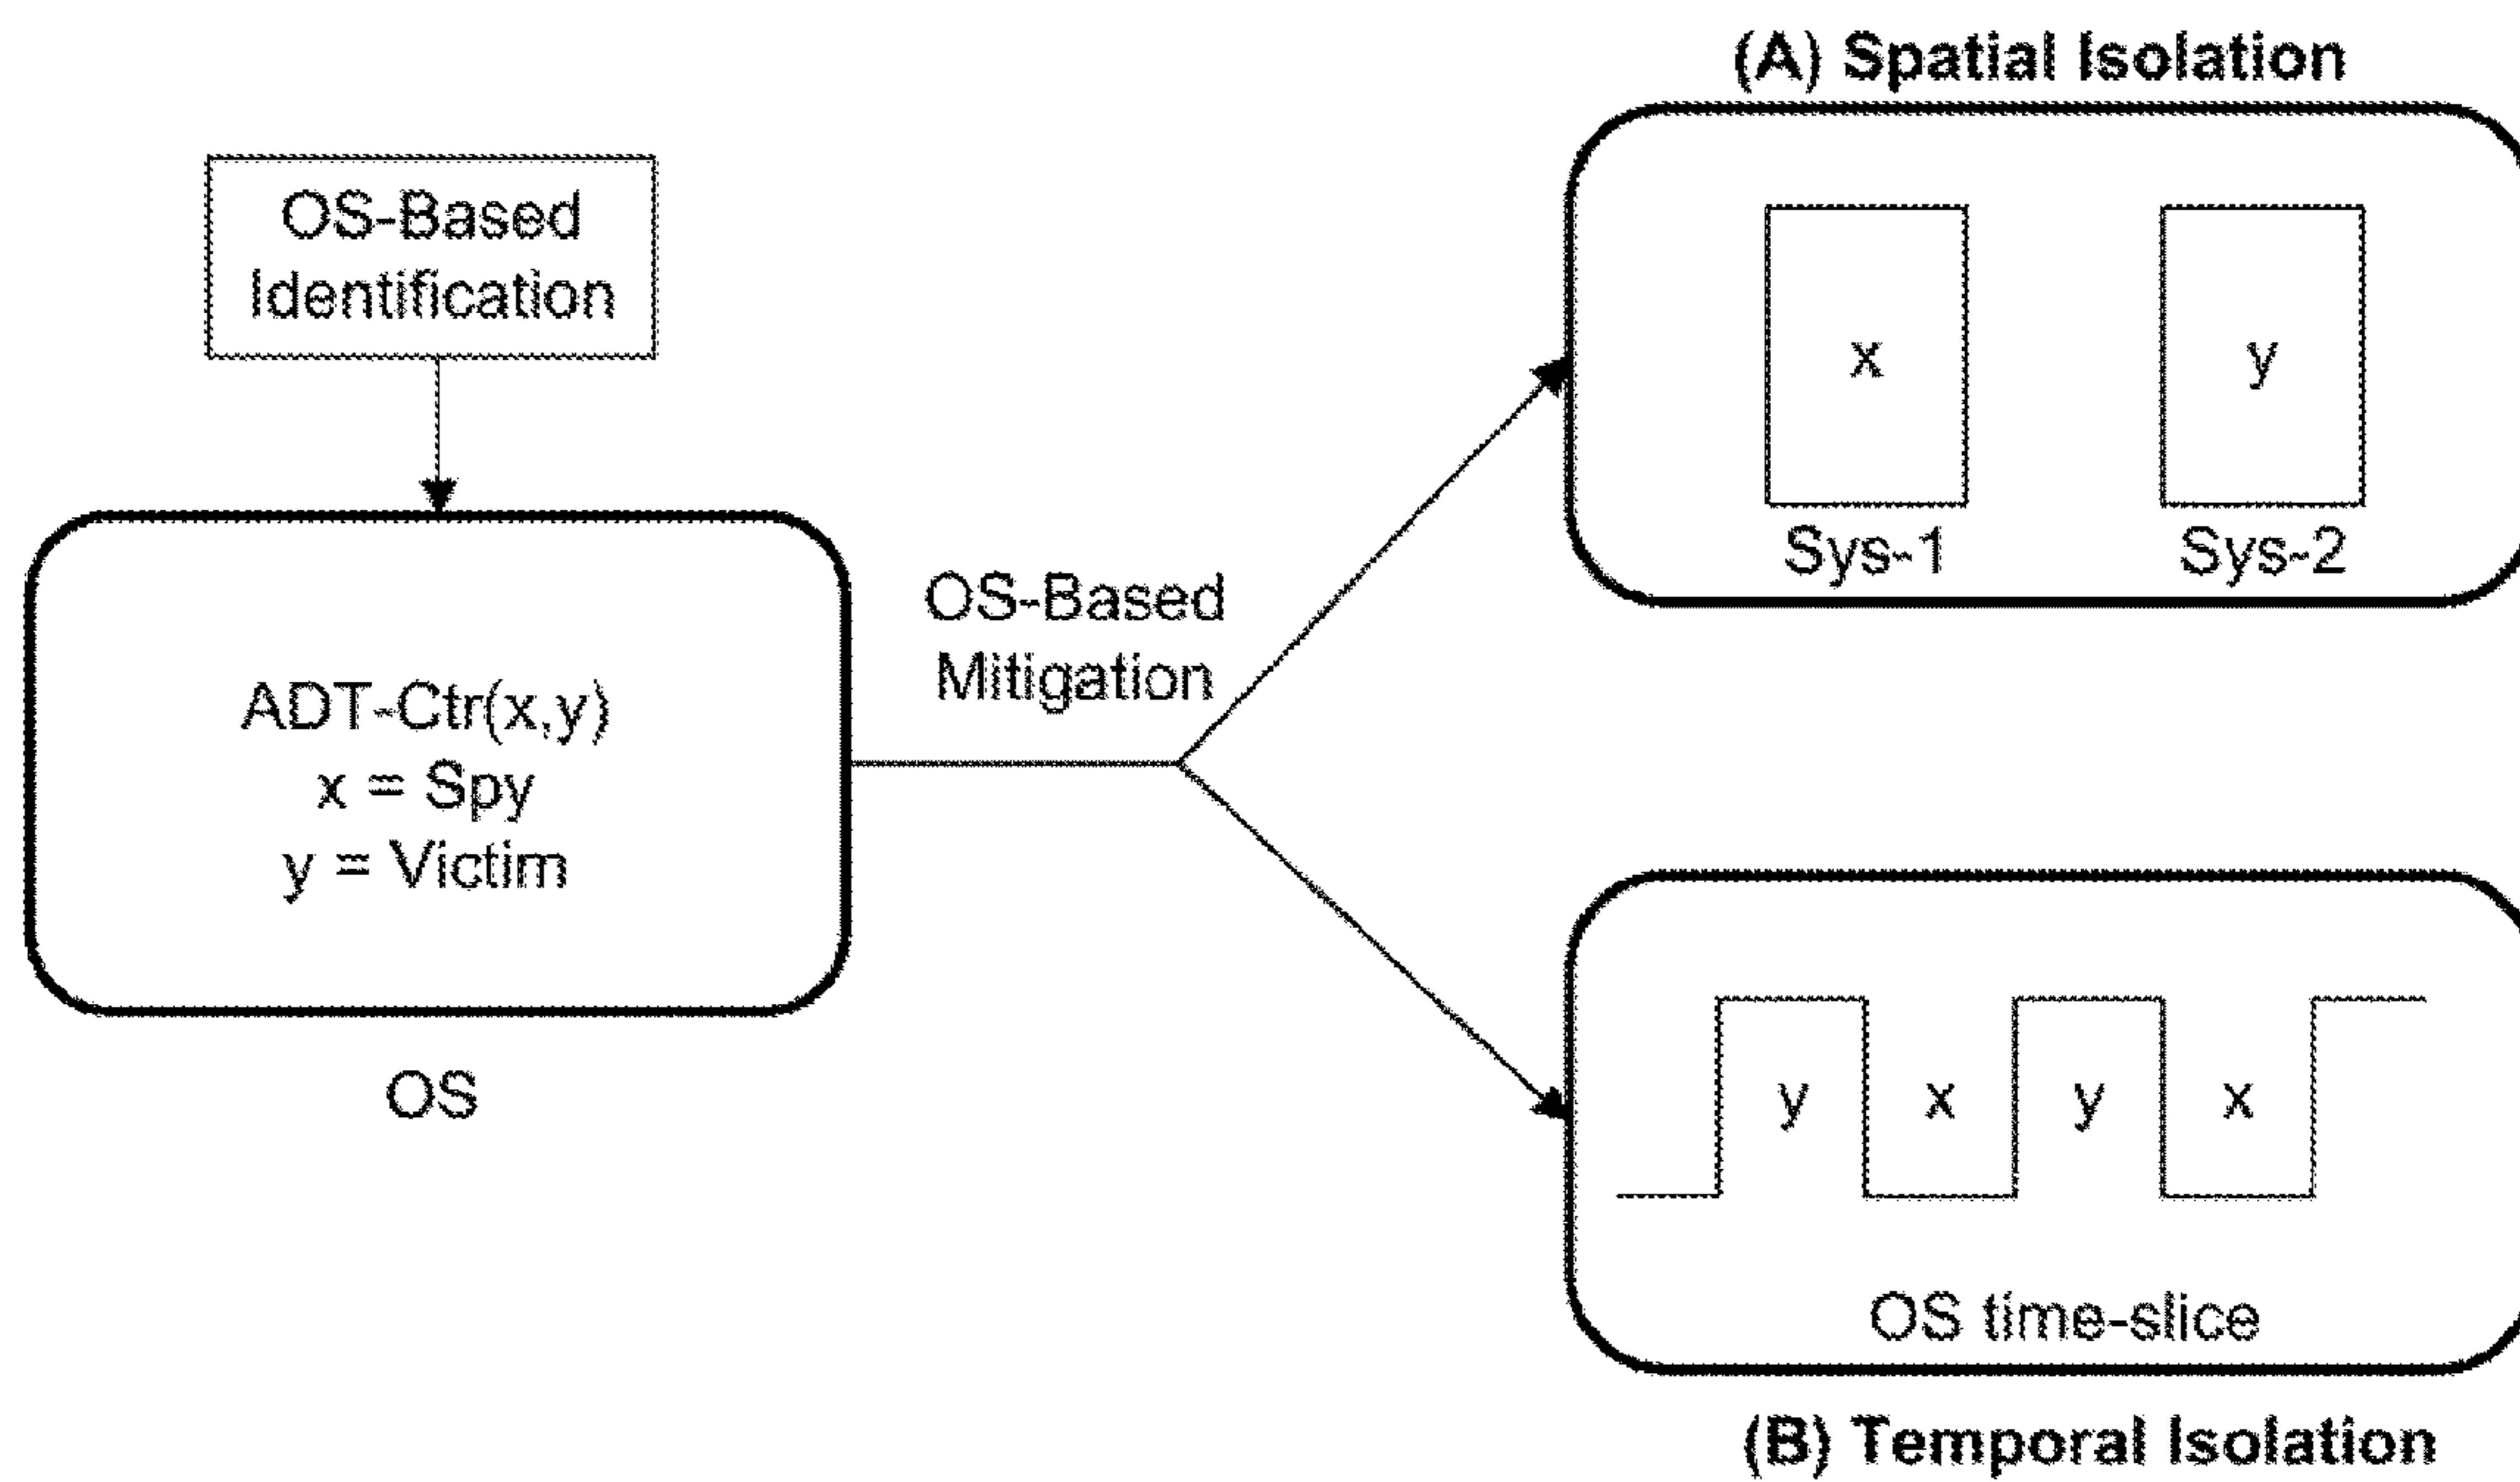 OS-Based
Identification
ADT-Ctr(x,y)
x = Spy
y = Victim
OS
OS-Based
Mitigation
(A) Spatial Isolation
x
y
Sys-1
Sys-2
y
x
y
x
OS time-slice
(B) Temporal Isolation